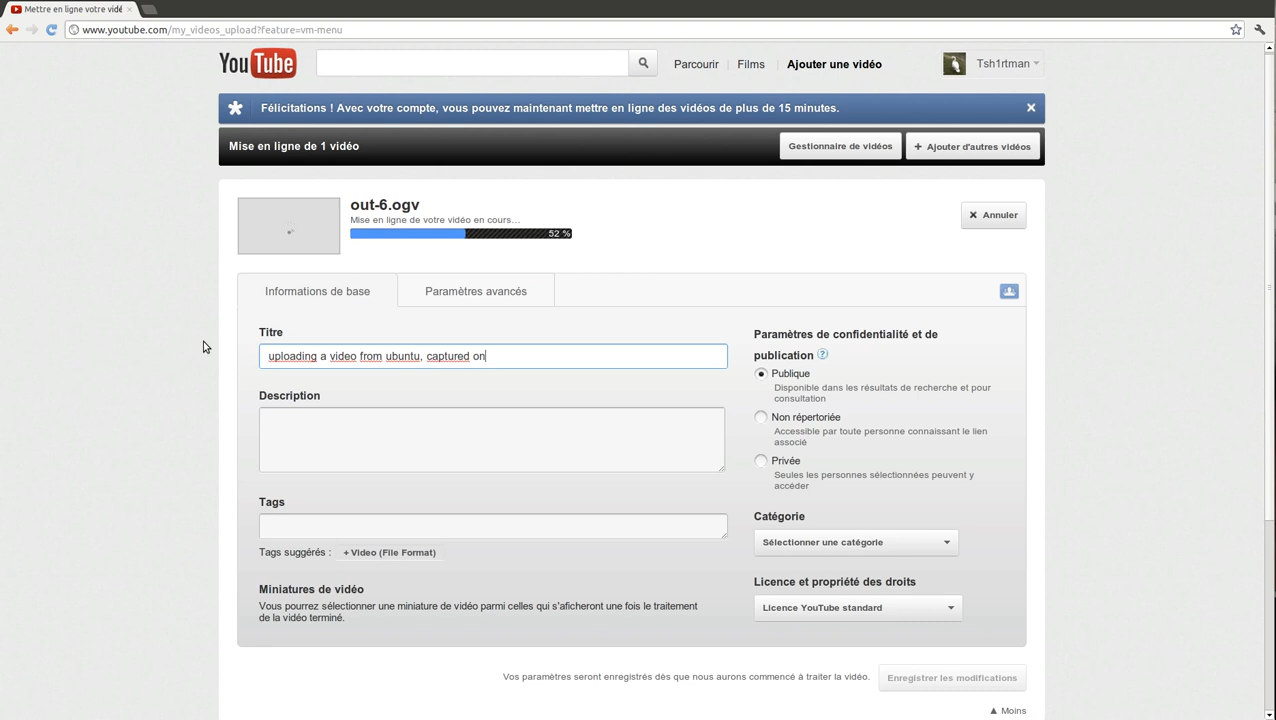 Mettre en ligne votre vidé
www.youtube.com/my_videos_upload?feature=vm-menu
YouTube
Parcourir
Films
Ajouter une vidéo
Tsh1rtman
Félicitations ! Avec votre compte, vous pouvez maintenant mettre en ligne des vidéos de plus de 15 minutes.
Mise en ligne de 1 vidéo
Gestionnaire de vidéos
+ Ajouter d'autres vidéos
out-6.ogv
Mise en ligne de votre vidéo en cours…
52 %
Annuler
Informations de base
Paramètres avancés
Titre
uploading a video from ubuntu, captured on
Description
Tags
Tags suggérés :
+ Video (File Format)
Miniatures de vidéo
Vous pourrez sélectionner une miniature de vidéo parmi celles qui s'aficheront une fois le traitement
de la vidéo terminé.
Paramètres de confidentialité et de
publication ?
Publique
Disponible dans les résultats de recherche et pour
consultation
Non répertoriée
Accessible par toute personne connaissant le lien
associé
Privée
Seules les personnes sélectionnées peuvent y
accéder
Catégorie
Sélectionner une catégorie
Licence et propriété des droits
Licence YouTube standard
Vos paramètres seront enregistrés dès que nous aurons commencé à traiter la vidéo.
Enregistrer les modifications
Moins